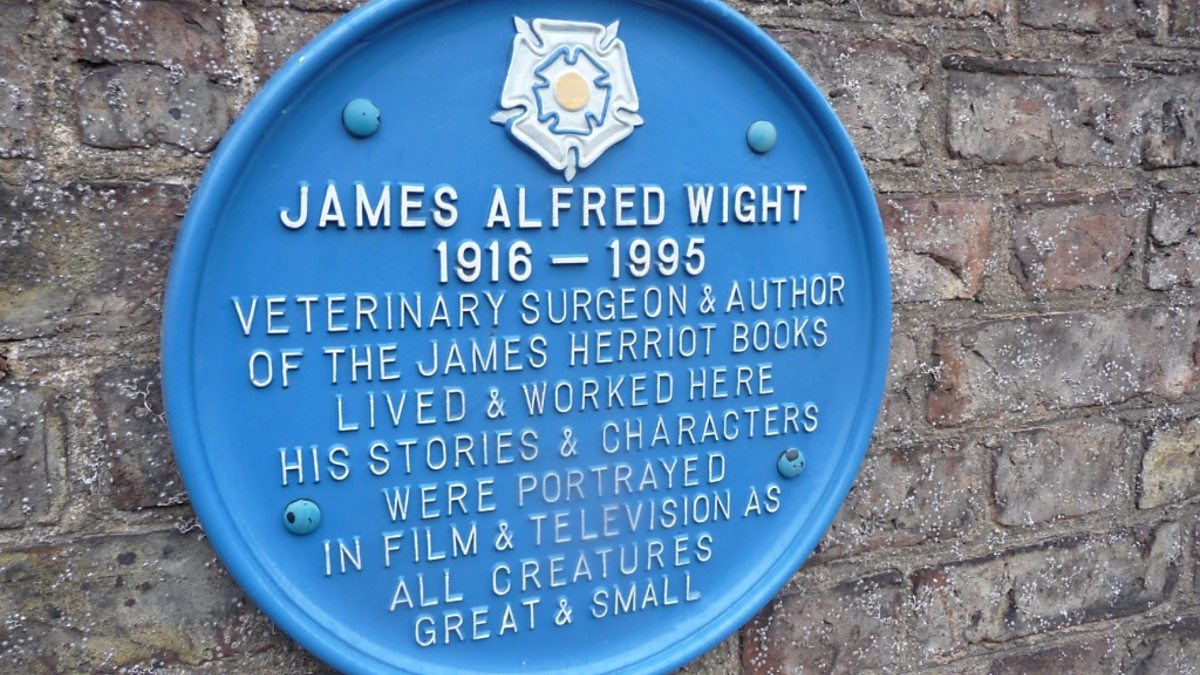 JAMES ALFRED WIGHT
1916 – 1995
VETERINARY SURGEON & AUTHOR
OF THE JAMES HERRIOT BOOKS
LIVED & WORKED HERE
HIS STORIES & CHARACTERS
WERE PORTRAYED
IN FILM & TELEVISION AS
ALL CREATURES
GREAT & SMALL